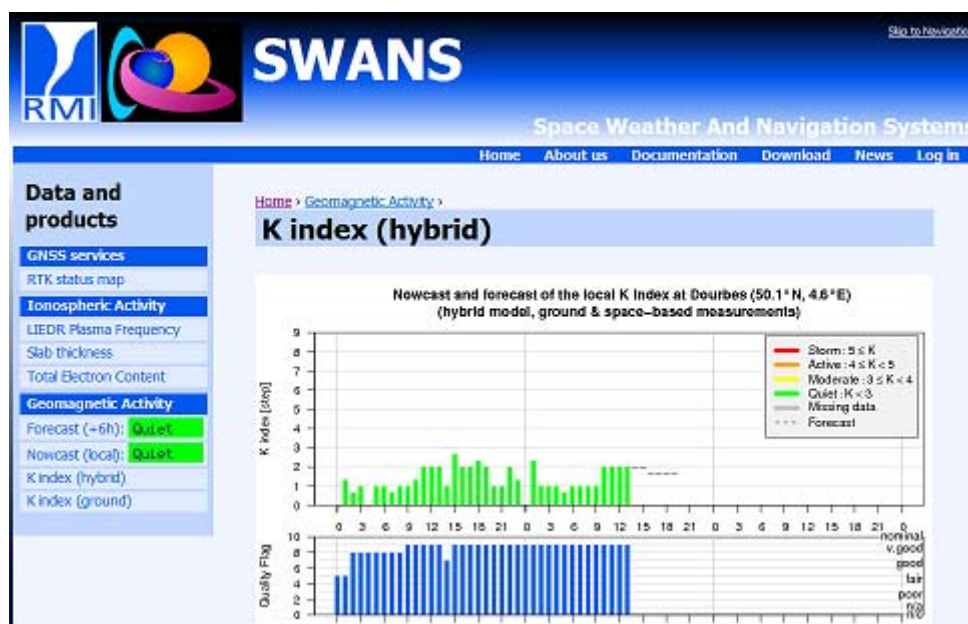 RMI
SWANS
Skip to Navigation
Space Weather And Navigation Systems
Home About us Documentation Download News Log in
Data and
products
GNSS services
RTK status map
Ionospheric Activity
LIEDR Plasma Frequency
Slab thickness
Total Electron Content
Geomagnetic Activity
Forecast (+6h): Quiet
Nowcast (local): Quiet
K index (hybrid)
K index (ground)
Home › Geomagnetic Activity ›
K index (hybrid)
Nowcast and forecast of the local K Index at Dourbes (50.1°N, 4.6°E)
(hybrid model, ground & space-based measurements)
K index [step]
9
8
7
6
5
4
3
2
1
0
Storm: 5 ≤ K
Active: 4 ≤ K < 5
Moderate: 3 ≤ K < 4
Quiet: K < 3
Missing data
Forecast
0 3 6 9 12 15 18 21 0 3 6 9 12 15 18 21 0 3 6 9 12 15 18 21 0
Quality Flag
10
8
6
4
2
0
nominal
v.good
good
fair
poor